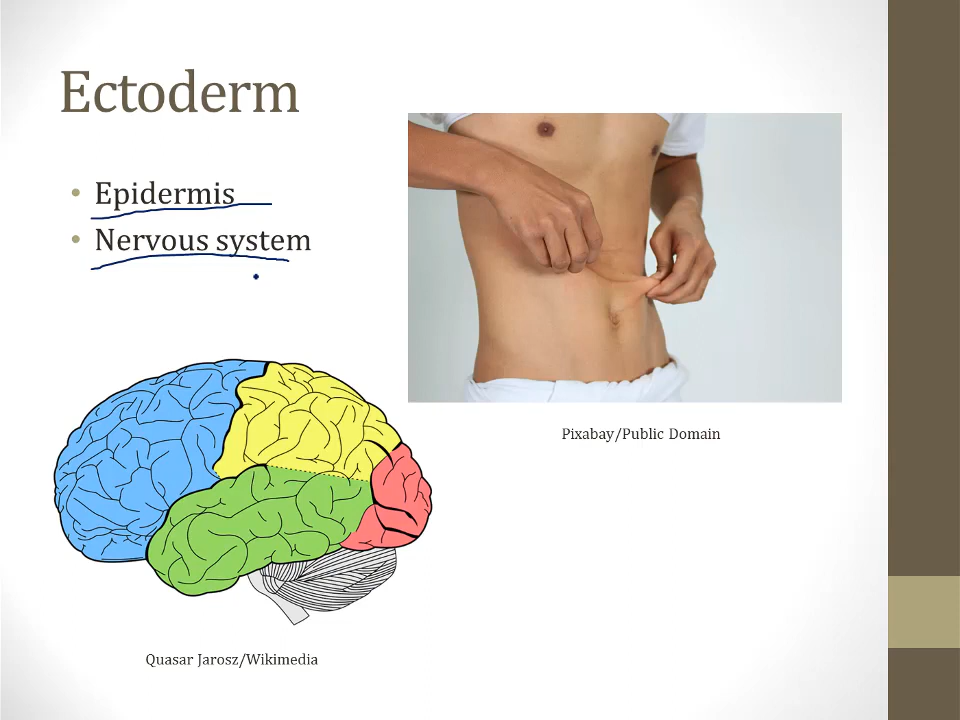 Ectoderm
• Epidermis
• Nervous system
Pixabay/Public Domain
Quasar Jarosz/Wikimedia